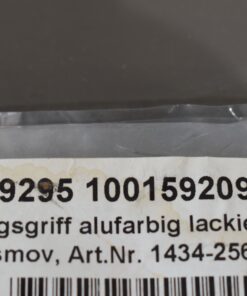 9295 100159209
gsgriff alufarbig lackie
smov, Art.Nr. 1434-256